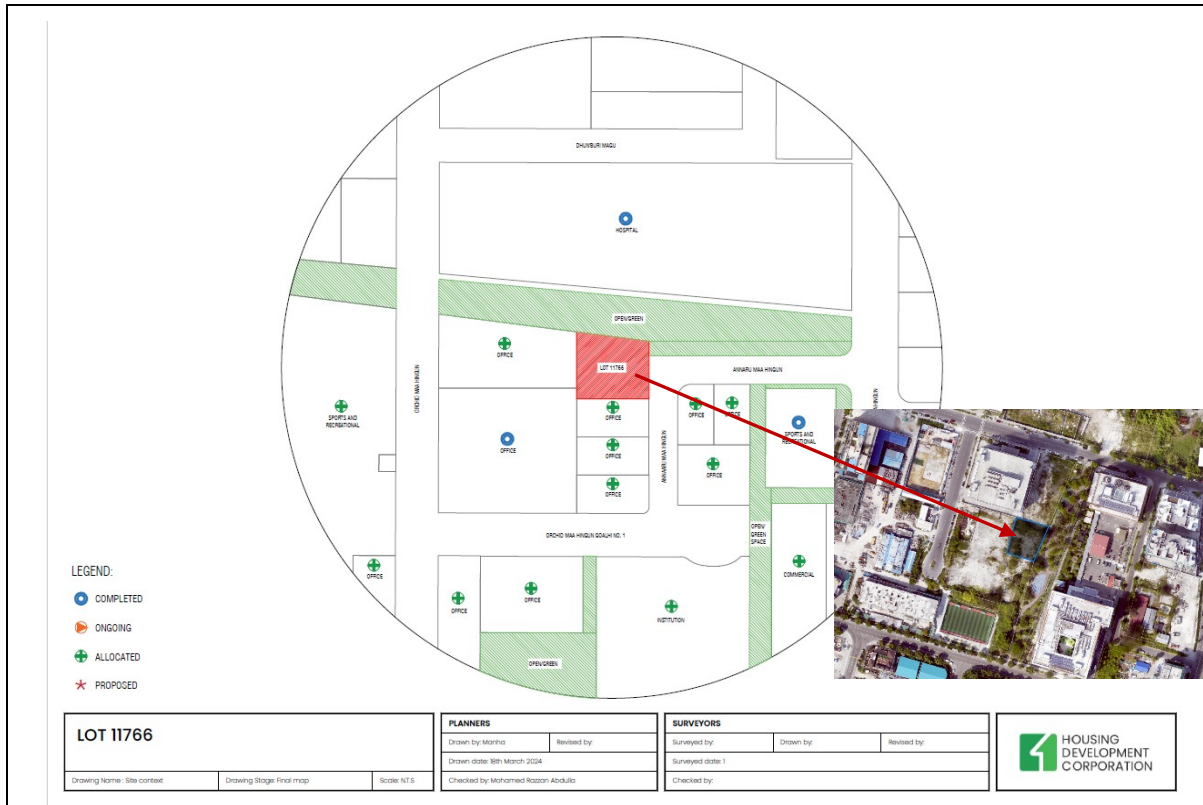 DHUNBURI MAGU
HOSPITAL
OPEN/GREEN
OFFICE
LOT 11766
ANNARU MAA HINGUN
ORCHID MAA HINGUN
SPORTS AND
RECREATIONAL
OFFICE
OFFICE
OFFICE
OFFICE
OFFICE
OFFICE
OFFICE
ANNARU MAA HINGUN
SPORTS AND
RECREATIONAL
HINGUN
ORCHID MAA HINGUN GOALHI NO. 1
OPEN/
GREEN
SPACE
OFFICE
OFFICE
OFFICE
COMMERCIAL
INSTITUTION
OPEN/GREEN
LEGEND:
COMPLETED
ONGOING
ALLOCATED
PROPOSED
LOT 11766
Drawing Name : Site context
Drawing Stage: Final map
Scale: N.T.S
PLANNERS
Drawn by: Manha
Revised by:
Drawn date: 18th March 2024
Checked by: Mohamed Razzan Abdulla
SURVEYORS
Surveyed by:
Drawn by:
Revised by:
Surveyed date: 1
Checked by:
HOUSING
DEVELOPMENT
CORPORATION